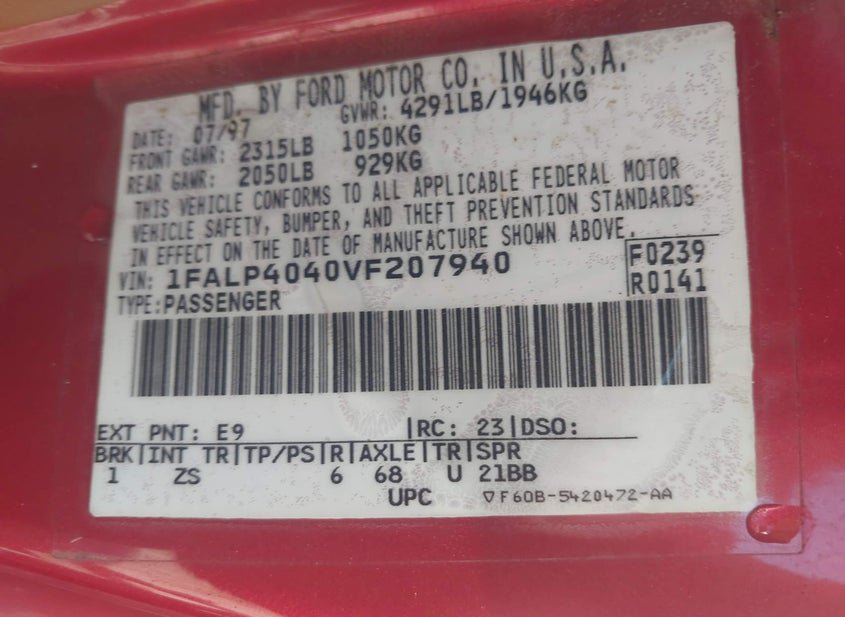 MFD. BY FORD MOTOR CO. IN U.S.A.
DATE: 07/97 GVWR: 4291LB/1946KG
FRONT GAWR: 2315LB 1050KG
REAR GAWR: 2050LB 929KG
THIS VEHICLE CONFORMS TO ALL APPLICABLE FEDERAL MOTOR
VEHICLE SAFETY, BUMPER, AND THEFT PREVENTION STANDARDS
IN EFFECT ON THE DATE OF MANUFACTURE SHOWN ABOVE.
VIN: 1FALP4040VF207940 F0239
TYPE:PASSENGER R0141
EXT PNT: E9 |RC: 23|DSO:
BRK|INT TR|TP/PS|R|AXLE|TR|SPR
1 ZS 6 68 U 21BB
UPC ▽F60B-5420472-AA